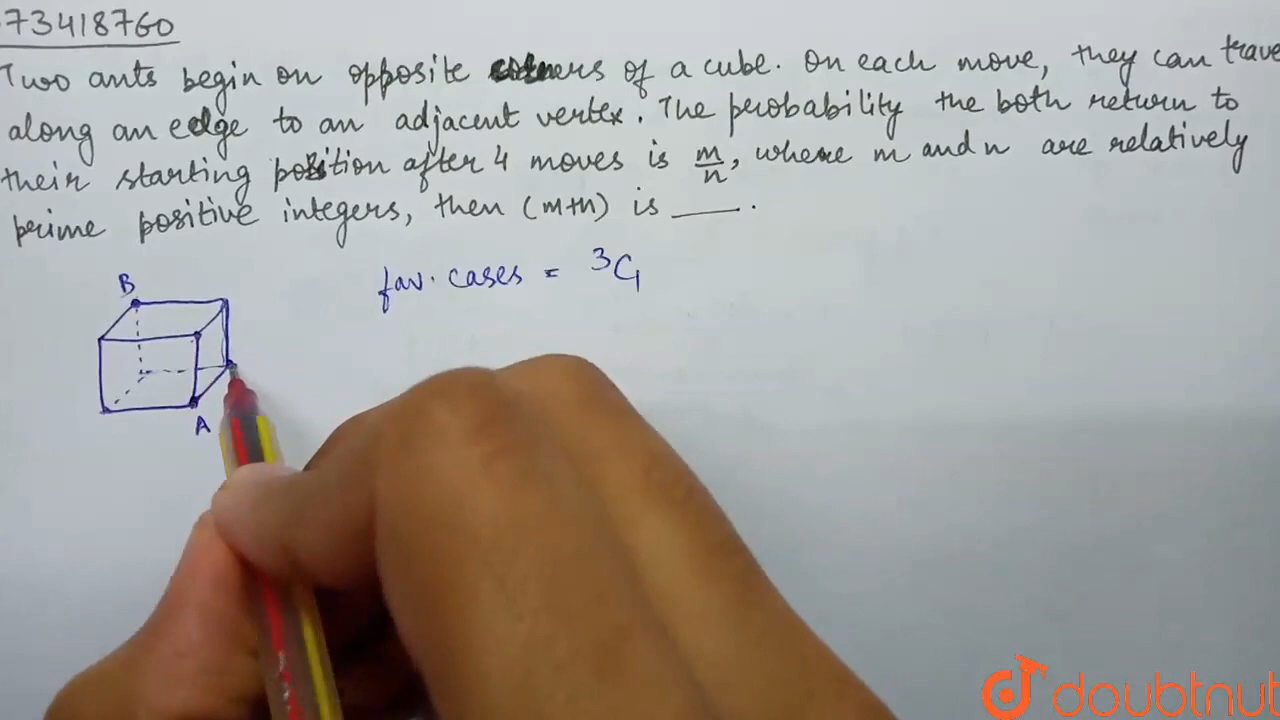 73418760
Two ants begin on opposite corners of a cube. On each move, they can trave
along an edge to an adjacent vertex. The probability the both return to
their starting position after 4 moves is m/n, where m and n are relatively
prime positive integers, then (m+n) is ___.
B
fav. cases = ³C₁
A
doubtnut